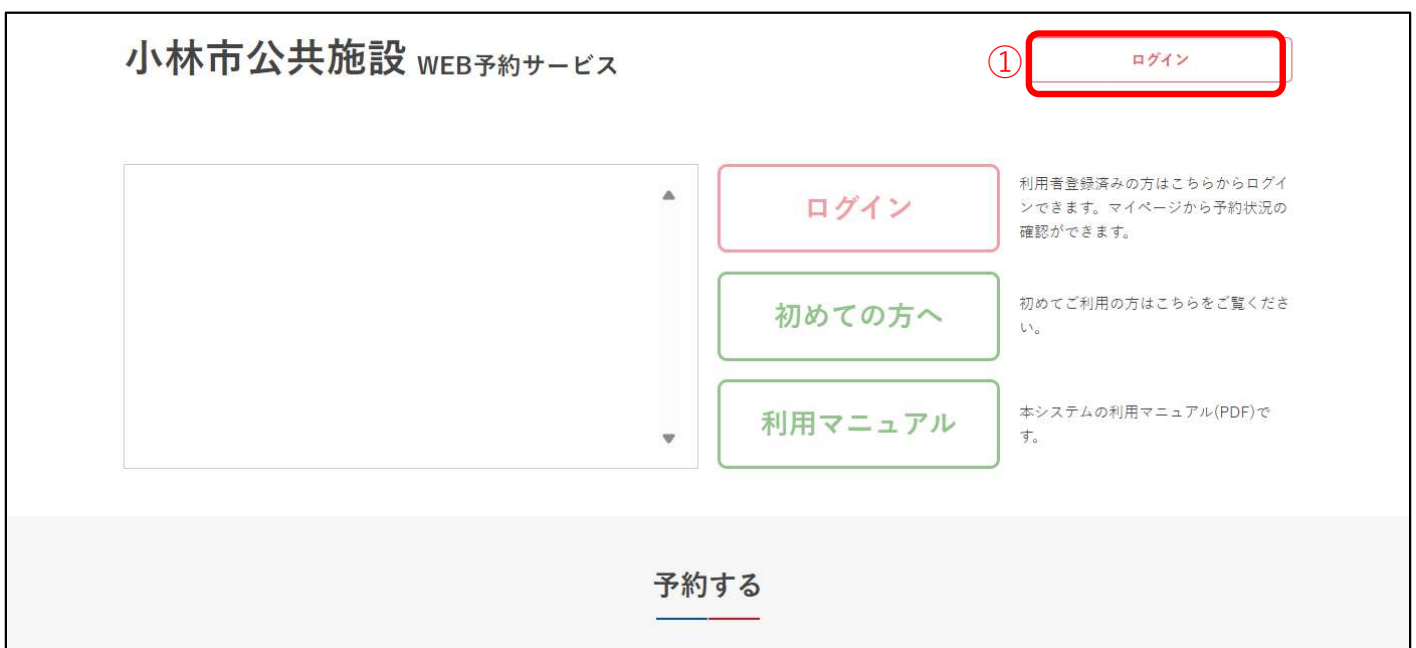 小林市公共施設 WEB予約サービス
① ログイン
ログイン
利用者登録済みの方はこちらからログイ
ンできます。マイページから予約状況の
確認ができます。
初めての方へ
初めてご利用の方はこちらをご覧くださ
い。
利用マニュアル
本システムの利用マニュアル(PDF)で
す。
予約する